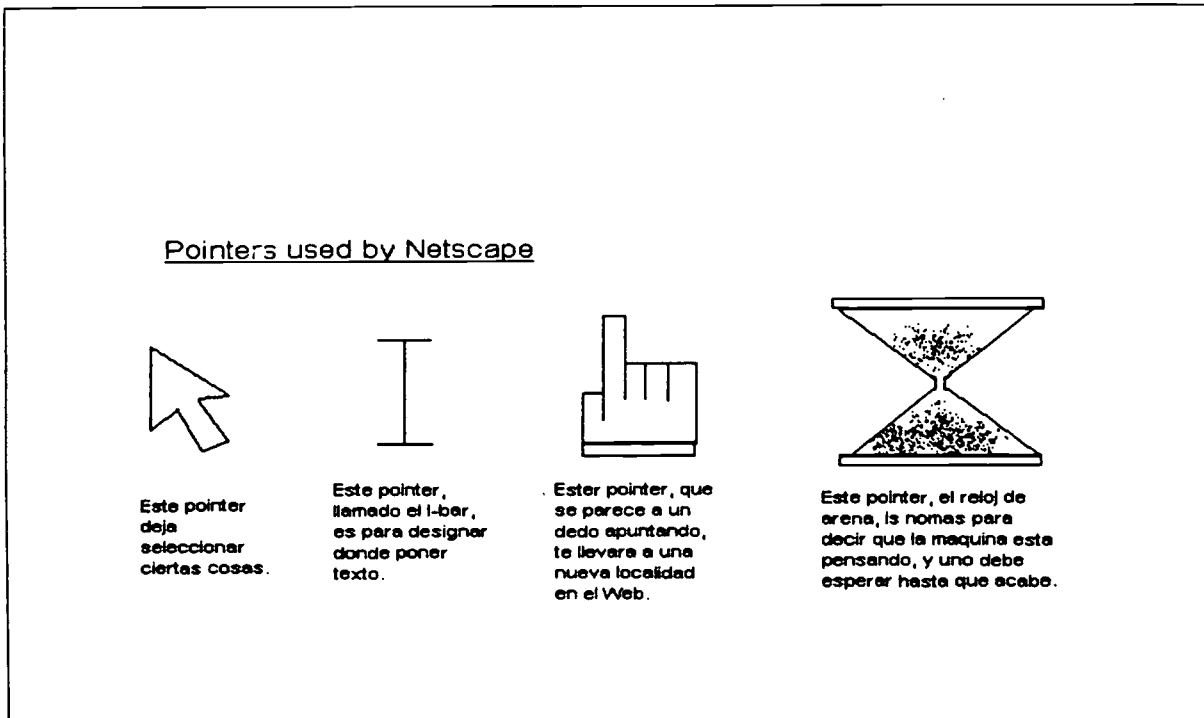 Pointers used by Netscape
Este pointer
deja
seleccionar
ciertas cosas.
Este pointer,
llamado el I-bar,
es para designar
donde poner
texto.
Ester pointer, que
se parece a un
dedo apuntando,
te llevara a una
nueva localidad
en el Web.
Este pointer, el reloj de
arena, is nomas para
decir que la maquina esta
pensando, y uno debe
esperar hasta que acabe.